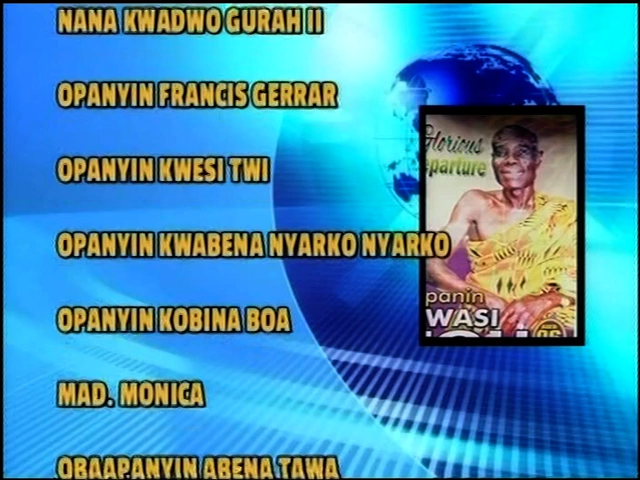 NANA KWADWO GURAH II
OPANYIN FRANCIS GERRAR
OPANYIN KWESI TWI
OPANYIN KWABENA NYARKO NYARKO
OPANYIN KOBINA BOA
MAD. MONICA
OBAAPANYIN ABENA TAWA
Glorious
eparture
panin
WASI